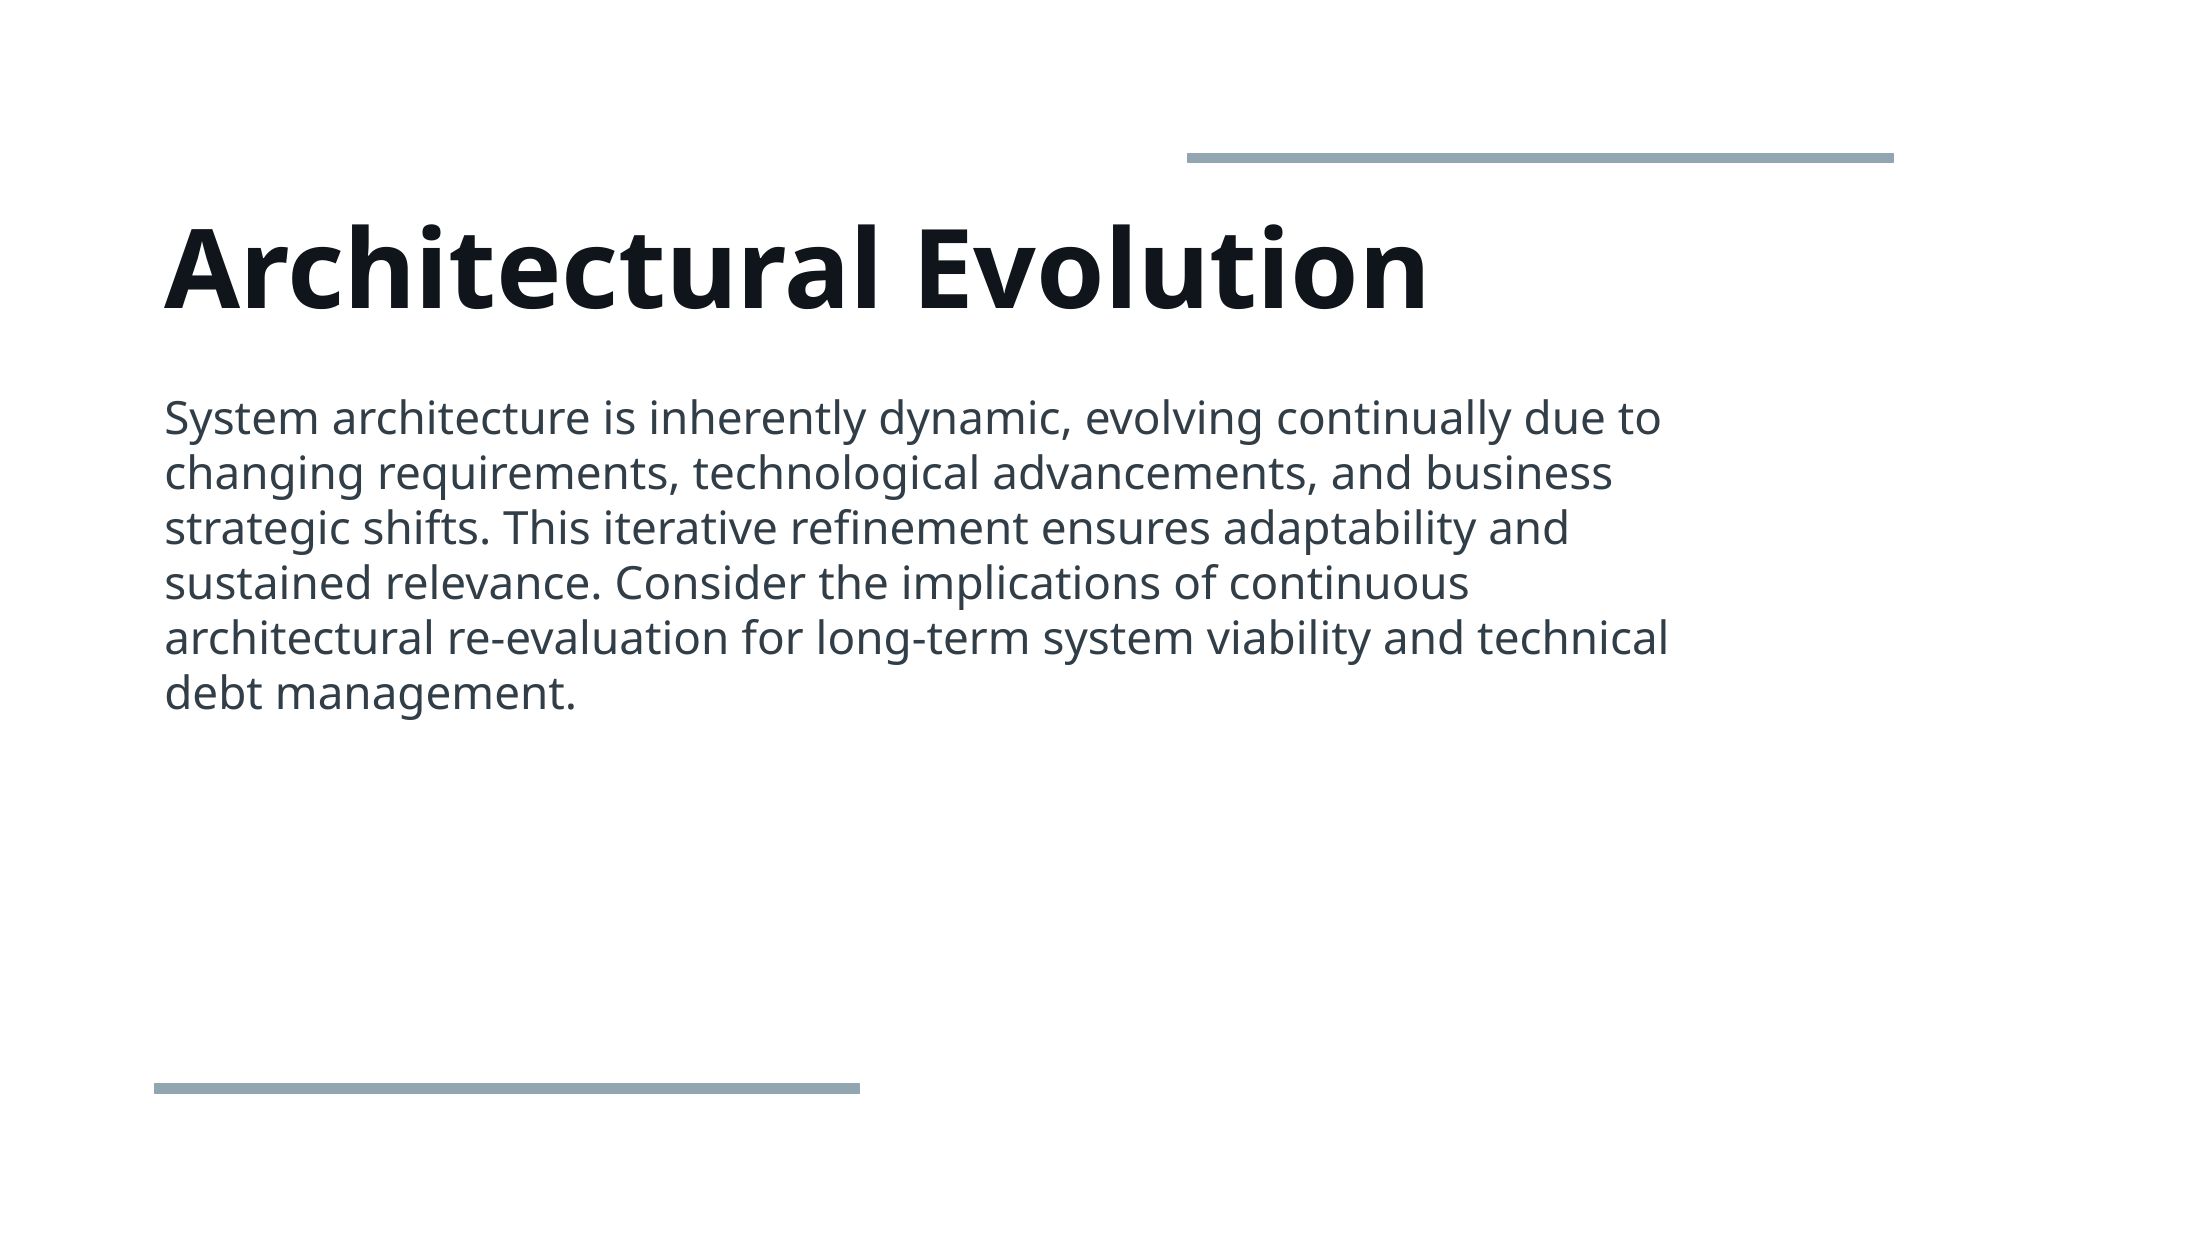 Architectural Evolution
System architecture is inherently dynamic, evolving continually due to
changing requirements, technological advancements, and business
strategic shifts. This iterative refinement ensures adaptability and
sustained relevance. Consider the implications of continuous
architectural re-evaluation for long-term system viability and technical
debt management.